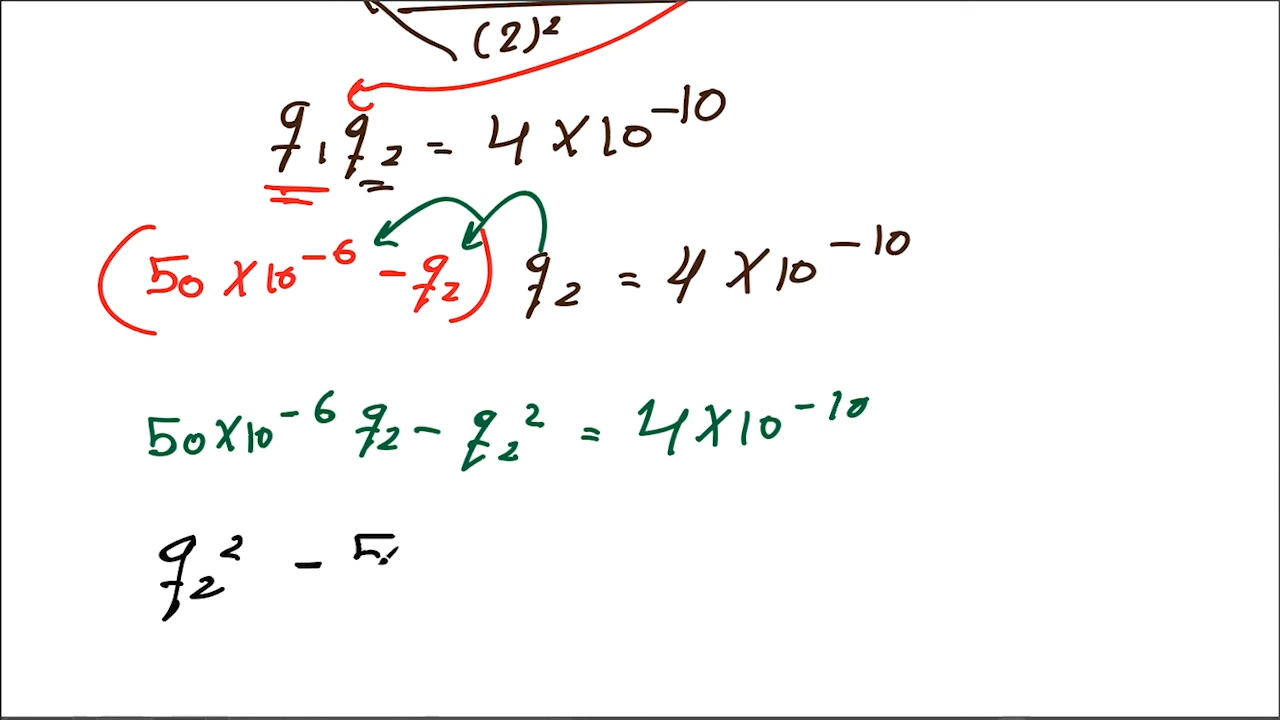 (2)²
q₁q₂ = 4 × 10⁻¹⁰
(50 × 10⁻⁶ - q₂) q₂ = 4 × 10⁻¹⁰
50 × 10⁻⁶ q₂ - q₂² = 4 × 10⁻¹⁰
q₂² - 5